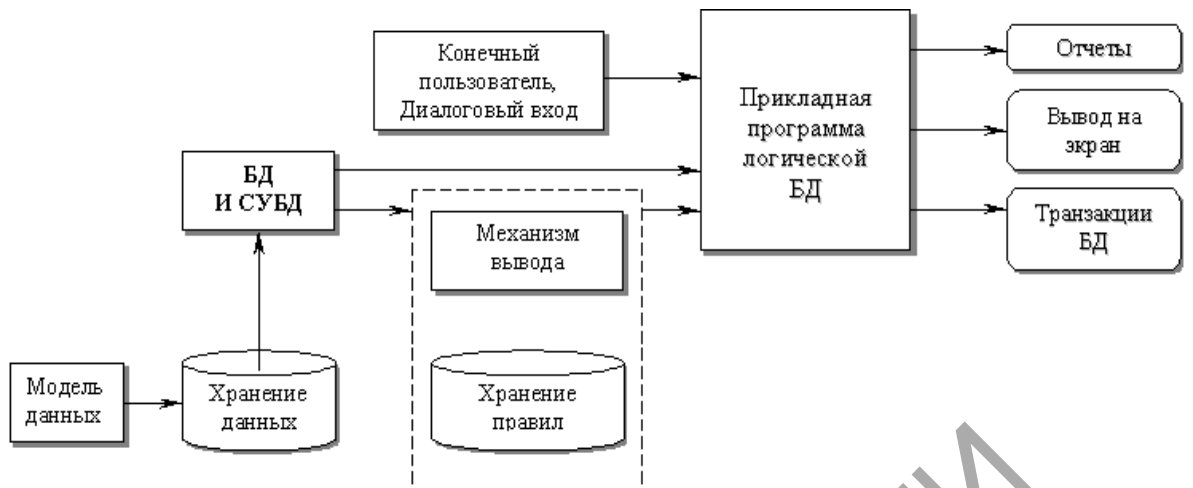 Конечный
пользователь,
Диалоговый вход
Прикладная
программа
логической
БД
Отчеты
Вывод на
экран
БД
И СУБД
Механизм
вывода
Транзакции
БД
Модель
данных
Хранение
данных
Хранение
правил